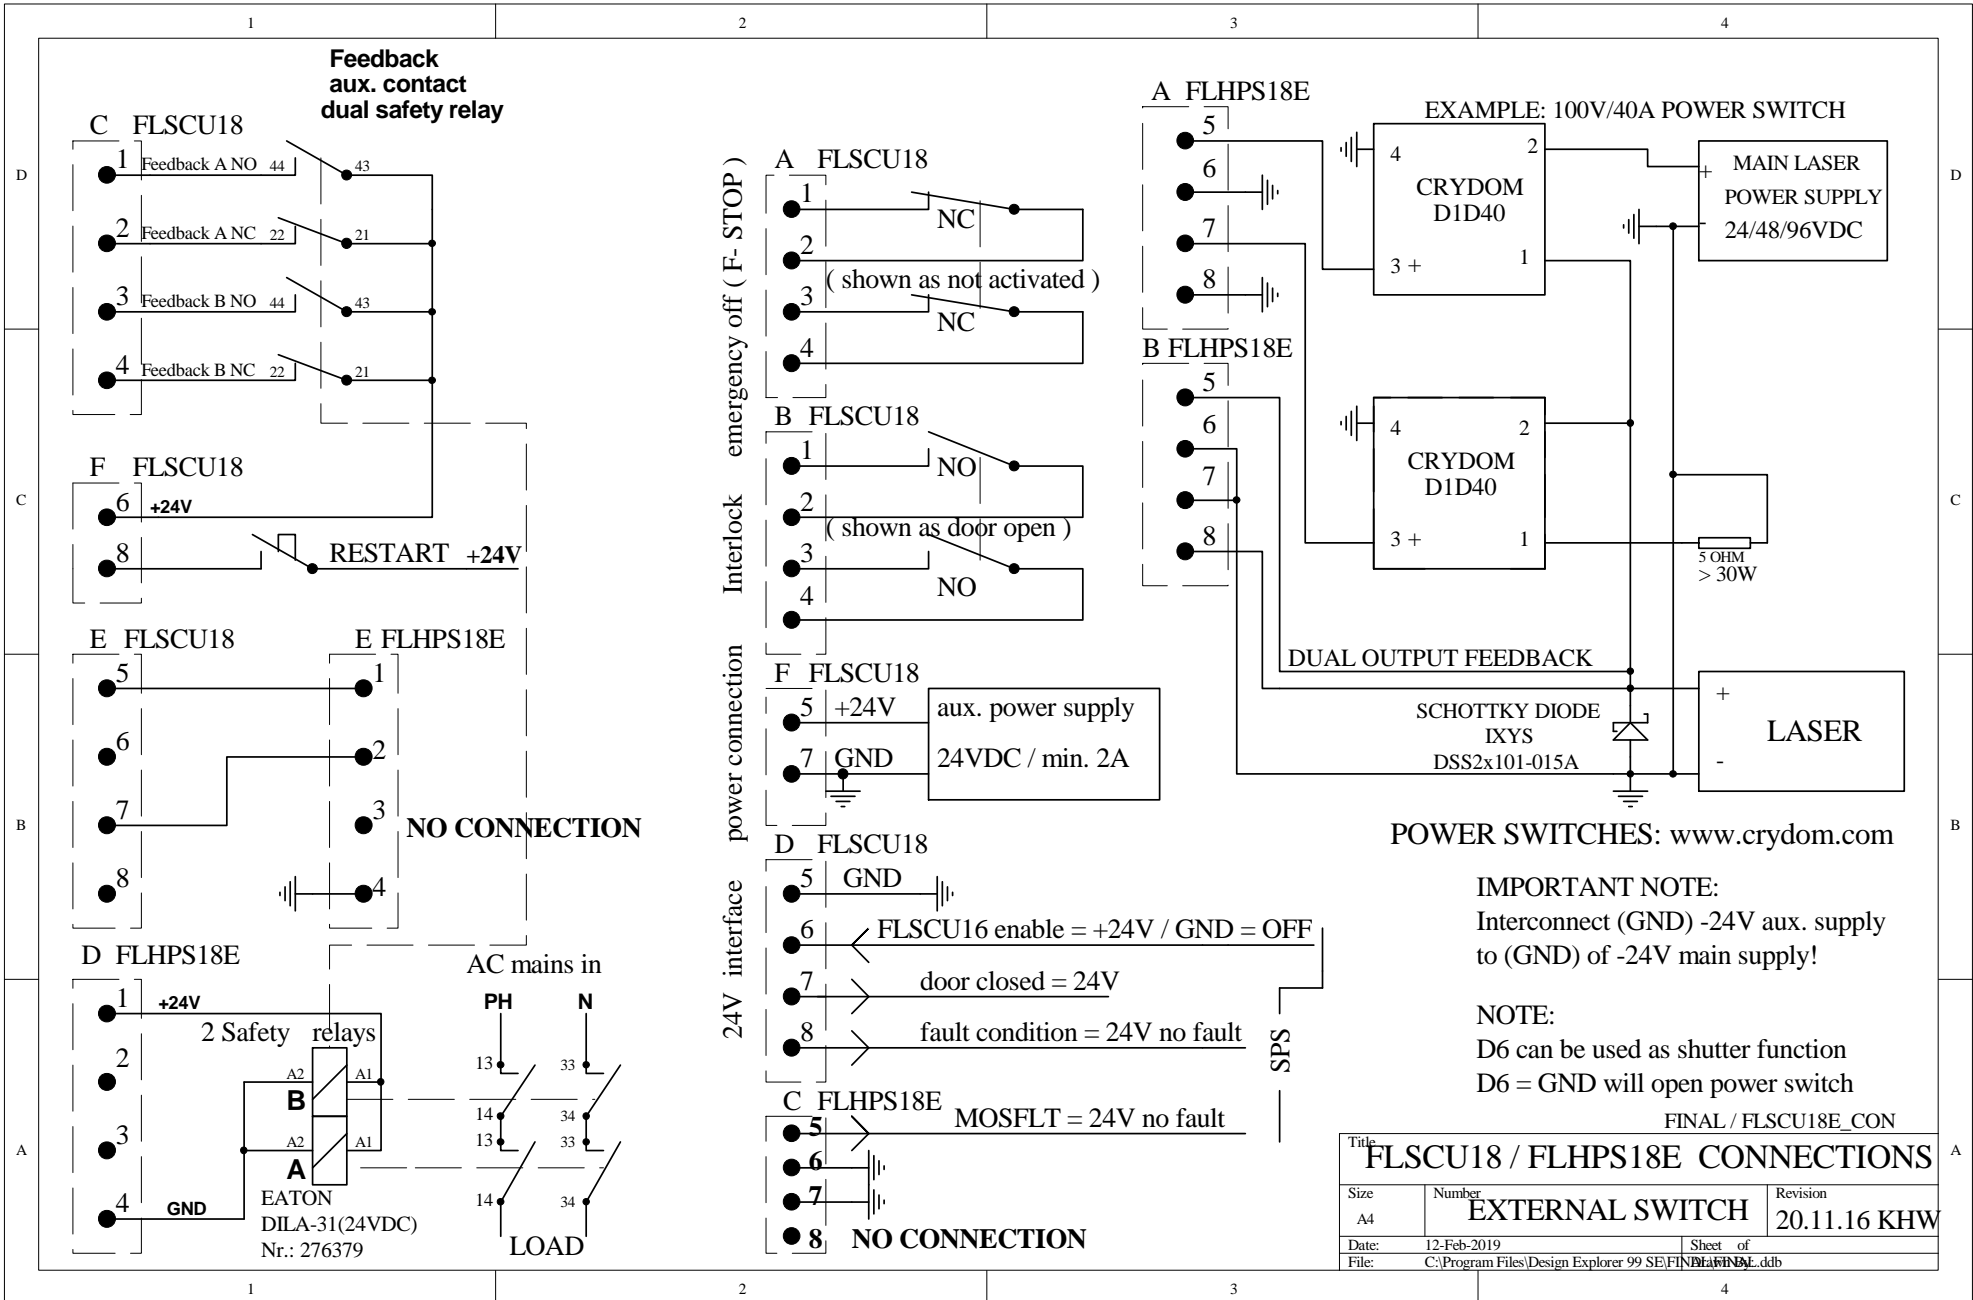 1 2 3 4
D
C
B
A
D
C
B
A
1 2 3 4
Feedback
aux. contact
dual safety relay
C FLSCU18
1 Feedback A NO 44 43
2 Feedback A NC 22 21
3 Feedback B NO 44 43
4 Feedback B NC 22 21
F FLSCU18
6 +24V
8 RESTART +24V
E FLSCU18
5
6
7
8
E FLHPS18E
1
2
3 NO CONNECTION
4
D FLHPS18E
1 +24V
2
3
4 GND
2 Safety relays
A2 A1
B
A2 A1
A
EATON
DILA-31(24VDC)
Nr.: 276379
AC mains in
PH N
13 33
14 34
13 33
14 34
LOAD
emergency off ( F- STOP )
A FLSCU18
1
NC
2
( shown as not activated )
3
NC
4
Interlock
B FLSCU18
1
NO
2
( shown as door open )
3
NO
4
power connection
F FLSCU18
5 +24V
7 GND
aux. power supply
24VDC / min. 2A
24V interface
D FLSCU18
5 GND
6 FLSCU16 enable = +24V / GND = OFF
7 door closed = 24V
8 fault condition = 24V no fault
SPS
C FLHPS18E
5 MOSFLT = 24V no fault
6
7
8 NO CONNECTION
A FLHPS18E
5
6
7
8
B FLHPS18E
5
6
7
8
EXAMPLE: 100V/40A POWER SWITCH
4 2
CRYDOM
D1D40
3 + 1
MAIN LASER
+
POWER SUPPLY
-
24/48/96VDC
4 2
CRYDOM
D1D40
3 + 1
5 OHM
> 30W
DUAL OUTPUT FEEDBACK
SCHOTTKY DIODE
IXYS
DSS2x101-015A
+
LASER
-
POWER SWITCHES: www.crydom.com
IMPORTANT NOTE:
Interconnect (GND) -24V aux. supply
to (GND) of -24V main supply!
NOTE:
D6 can be used as shutter function
D6 = GND will open power switch
FINAL / FLSCU18E_CON
Title
FLSCU18 / FLHPS18E CONNECTIONS
Size Number Revision
A4 EXTERNAL SWITCH 20.11.16 KHW
Date: 12-Feb-2019 Sheet of
File: C:\Program Files\Design Explorer 99 SE\FINAL\FINAL.ddb